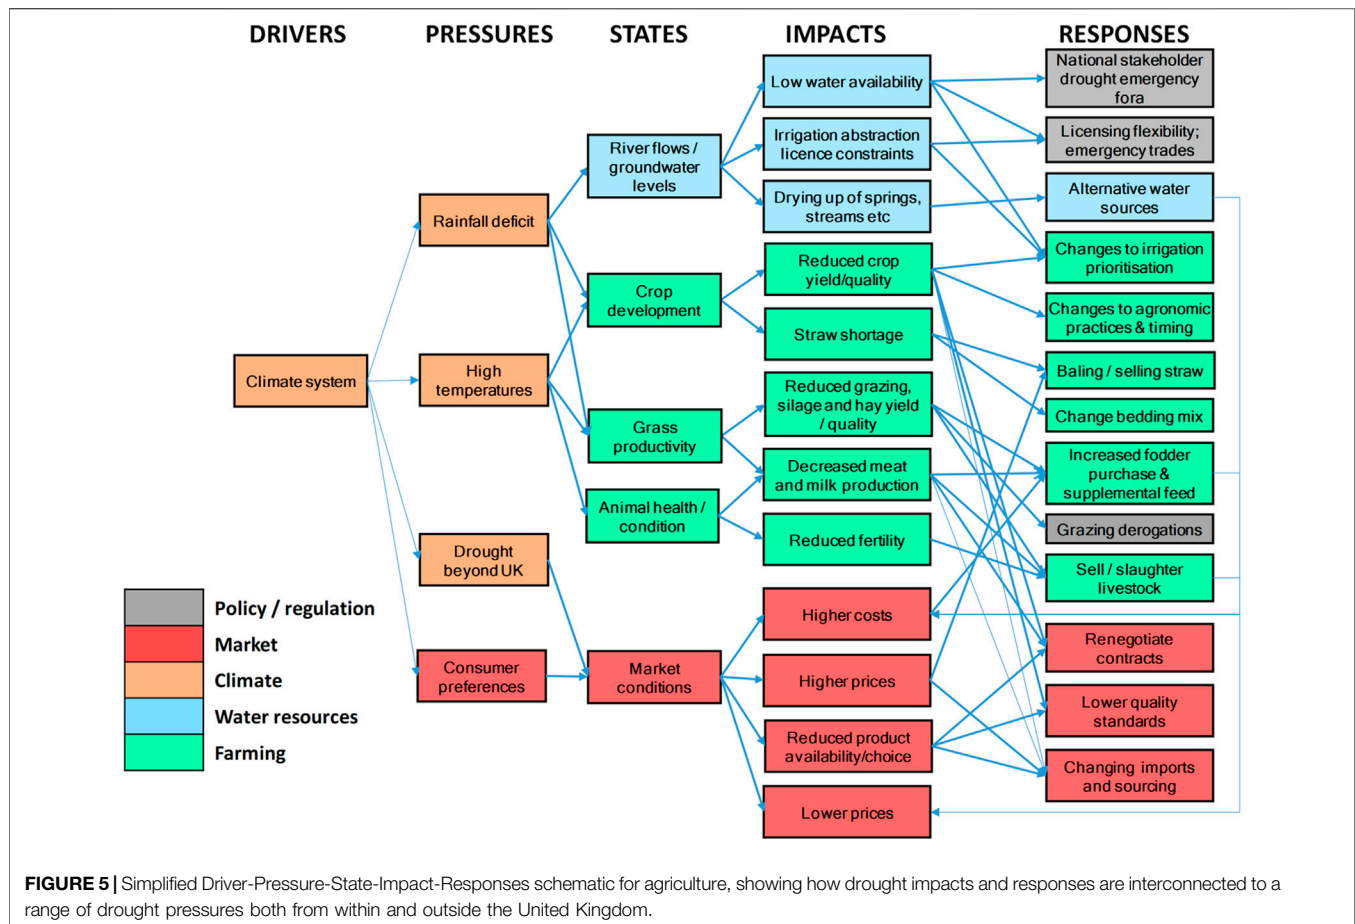 DRIVERS
PRESSURES
STATES
IMPACTS
RESPONSES
Climate system
Rainfall deficit
High
temperatures
Drought
beyond UK
Consumer
preferences
River flows /
groundwater
levels
Crop
development
Grass
productivity
Animal health /
condition
Market
conditions
Low water availability
Irrigation abstraction
licence constraints
Drying up of springs,
streams etc
Reduced crop
yield/quality
Straw shortage
Reduced grazing,
silage and hay yield
/ quality
Decreased meat
and milk production
Reduced fertility
Higher costs
Higher prices
Reduced product
availability/choice
Lower prices
National stakeholder
drought emergency
fora
Licensing flexibility;
emergency trades
Alternative water
sources
Changes to irrigation
prioritisation
Changes to agronomic
practices & timing
Baling / selling straw
Change bedding mix
Increased fodder
purchase &
supplemental feed
Grazing derogations
Sell / slaughter
livestock
Renegotiate
contracts
Lower quality
standards
Changing imports
and sourcing
Policy / regulation
Market
Climate
Water resources
Farming
FIGURE 5 | Simplified Driver-Pressure-State-Impact-Responses schematic for agriculture, showing how drought impacts and responses are interconnected to a
range of drought pressures both from within and outside the United Kingdom.